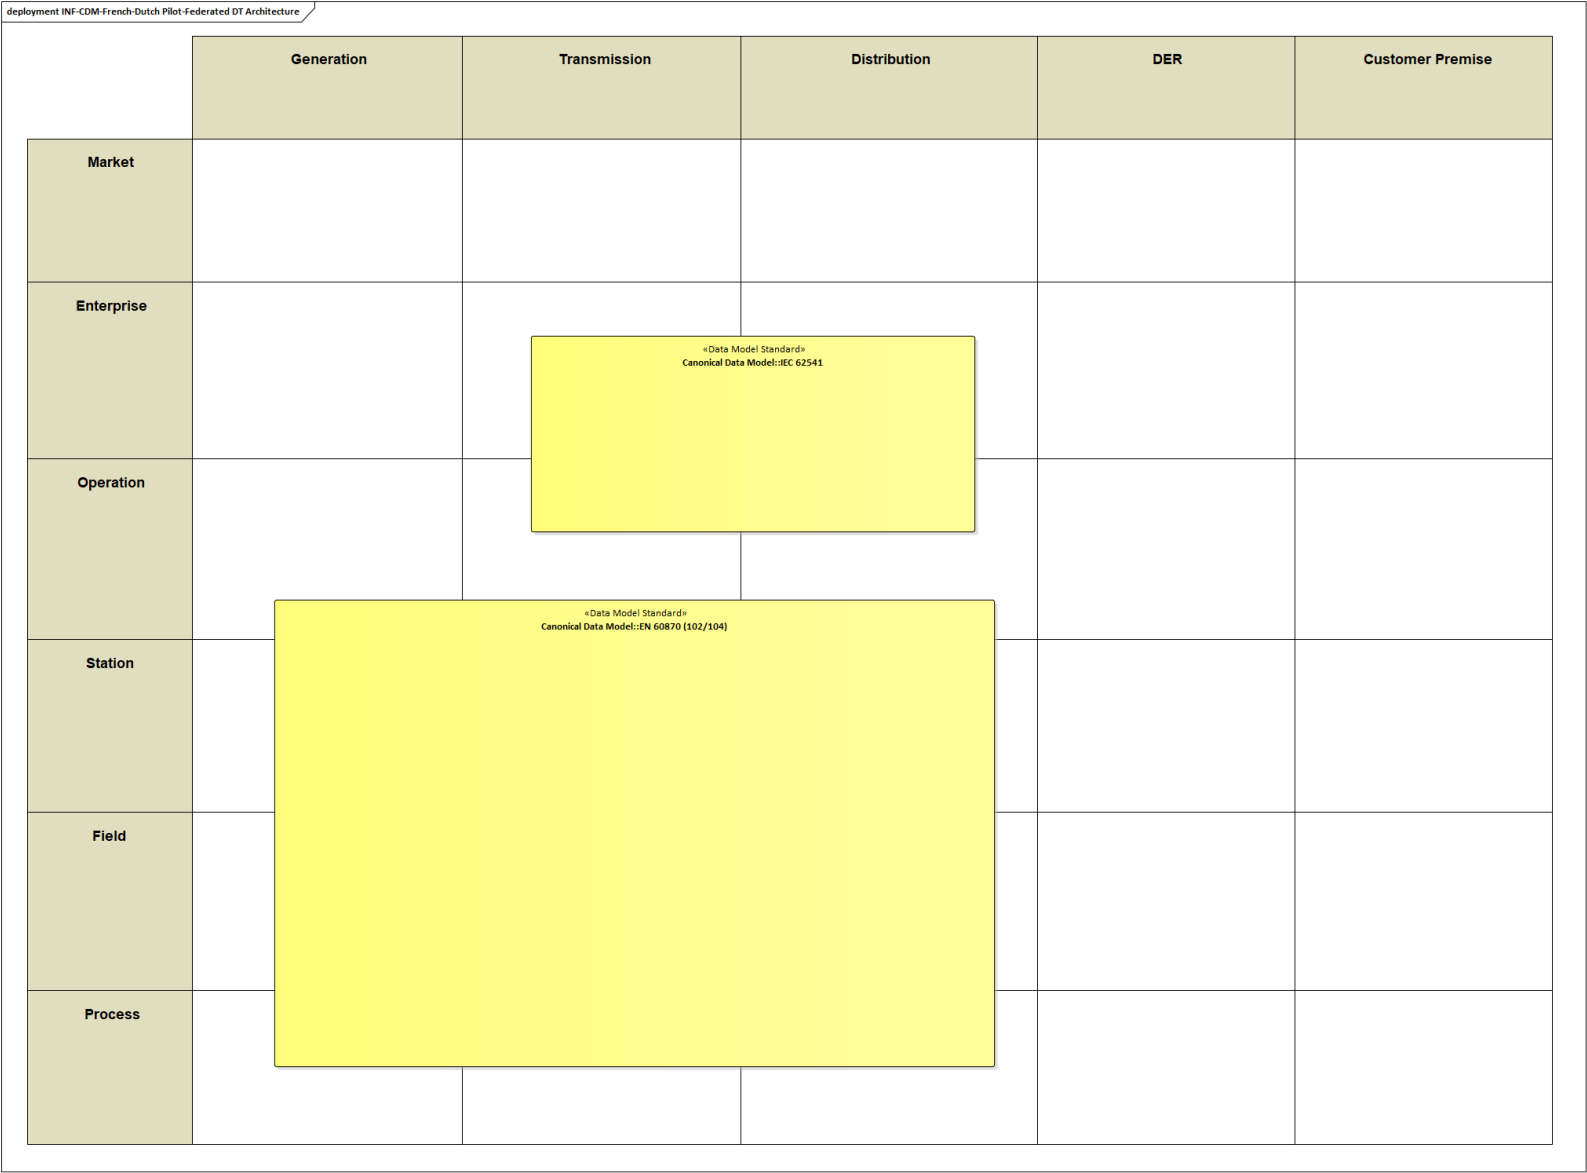 deployment INF-CDM-French-Dutch Pilot-Federated DT Architecture
Generation
Transmission
Distribution
DER
Customer Premise
Market
Enterprise
«Data Model Standard»
Canonical Data Model::IEC 62541
Operation
«Data Model Standard»
Canonical Data Model::EN 60870 (102/104)
Station
Field
Process